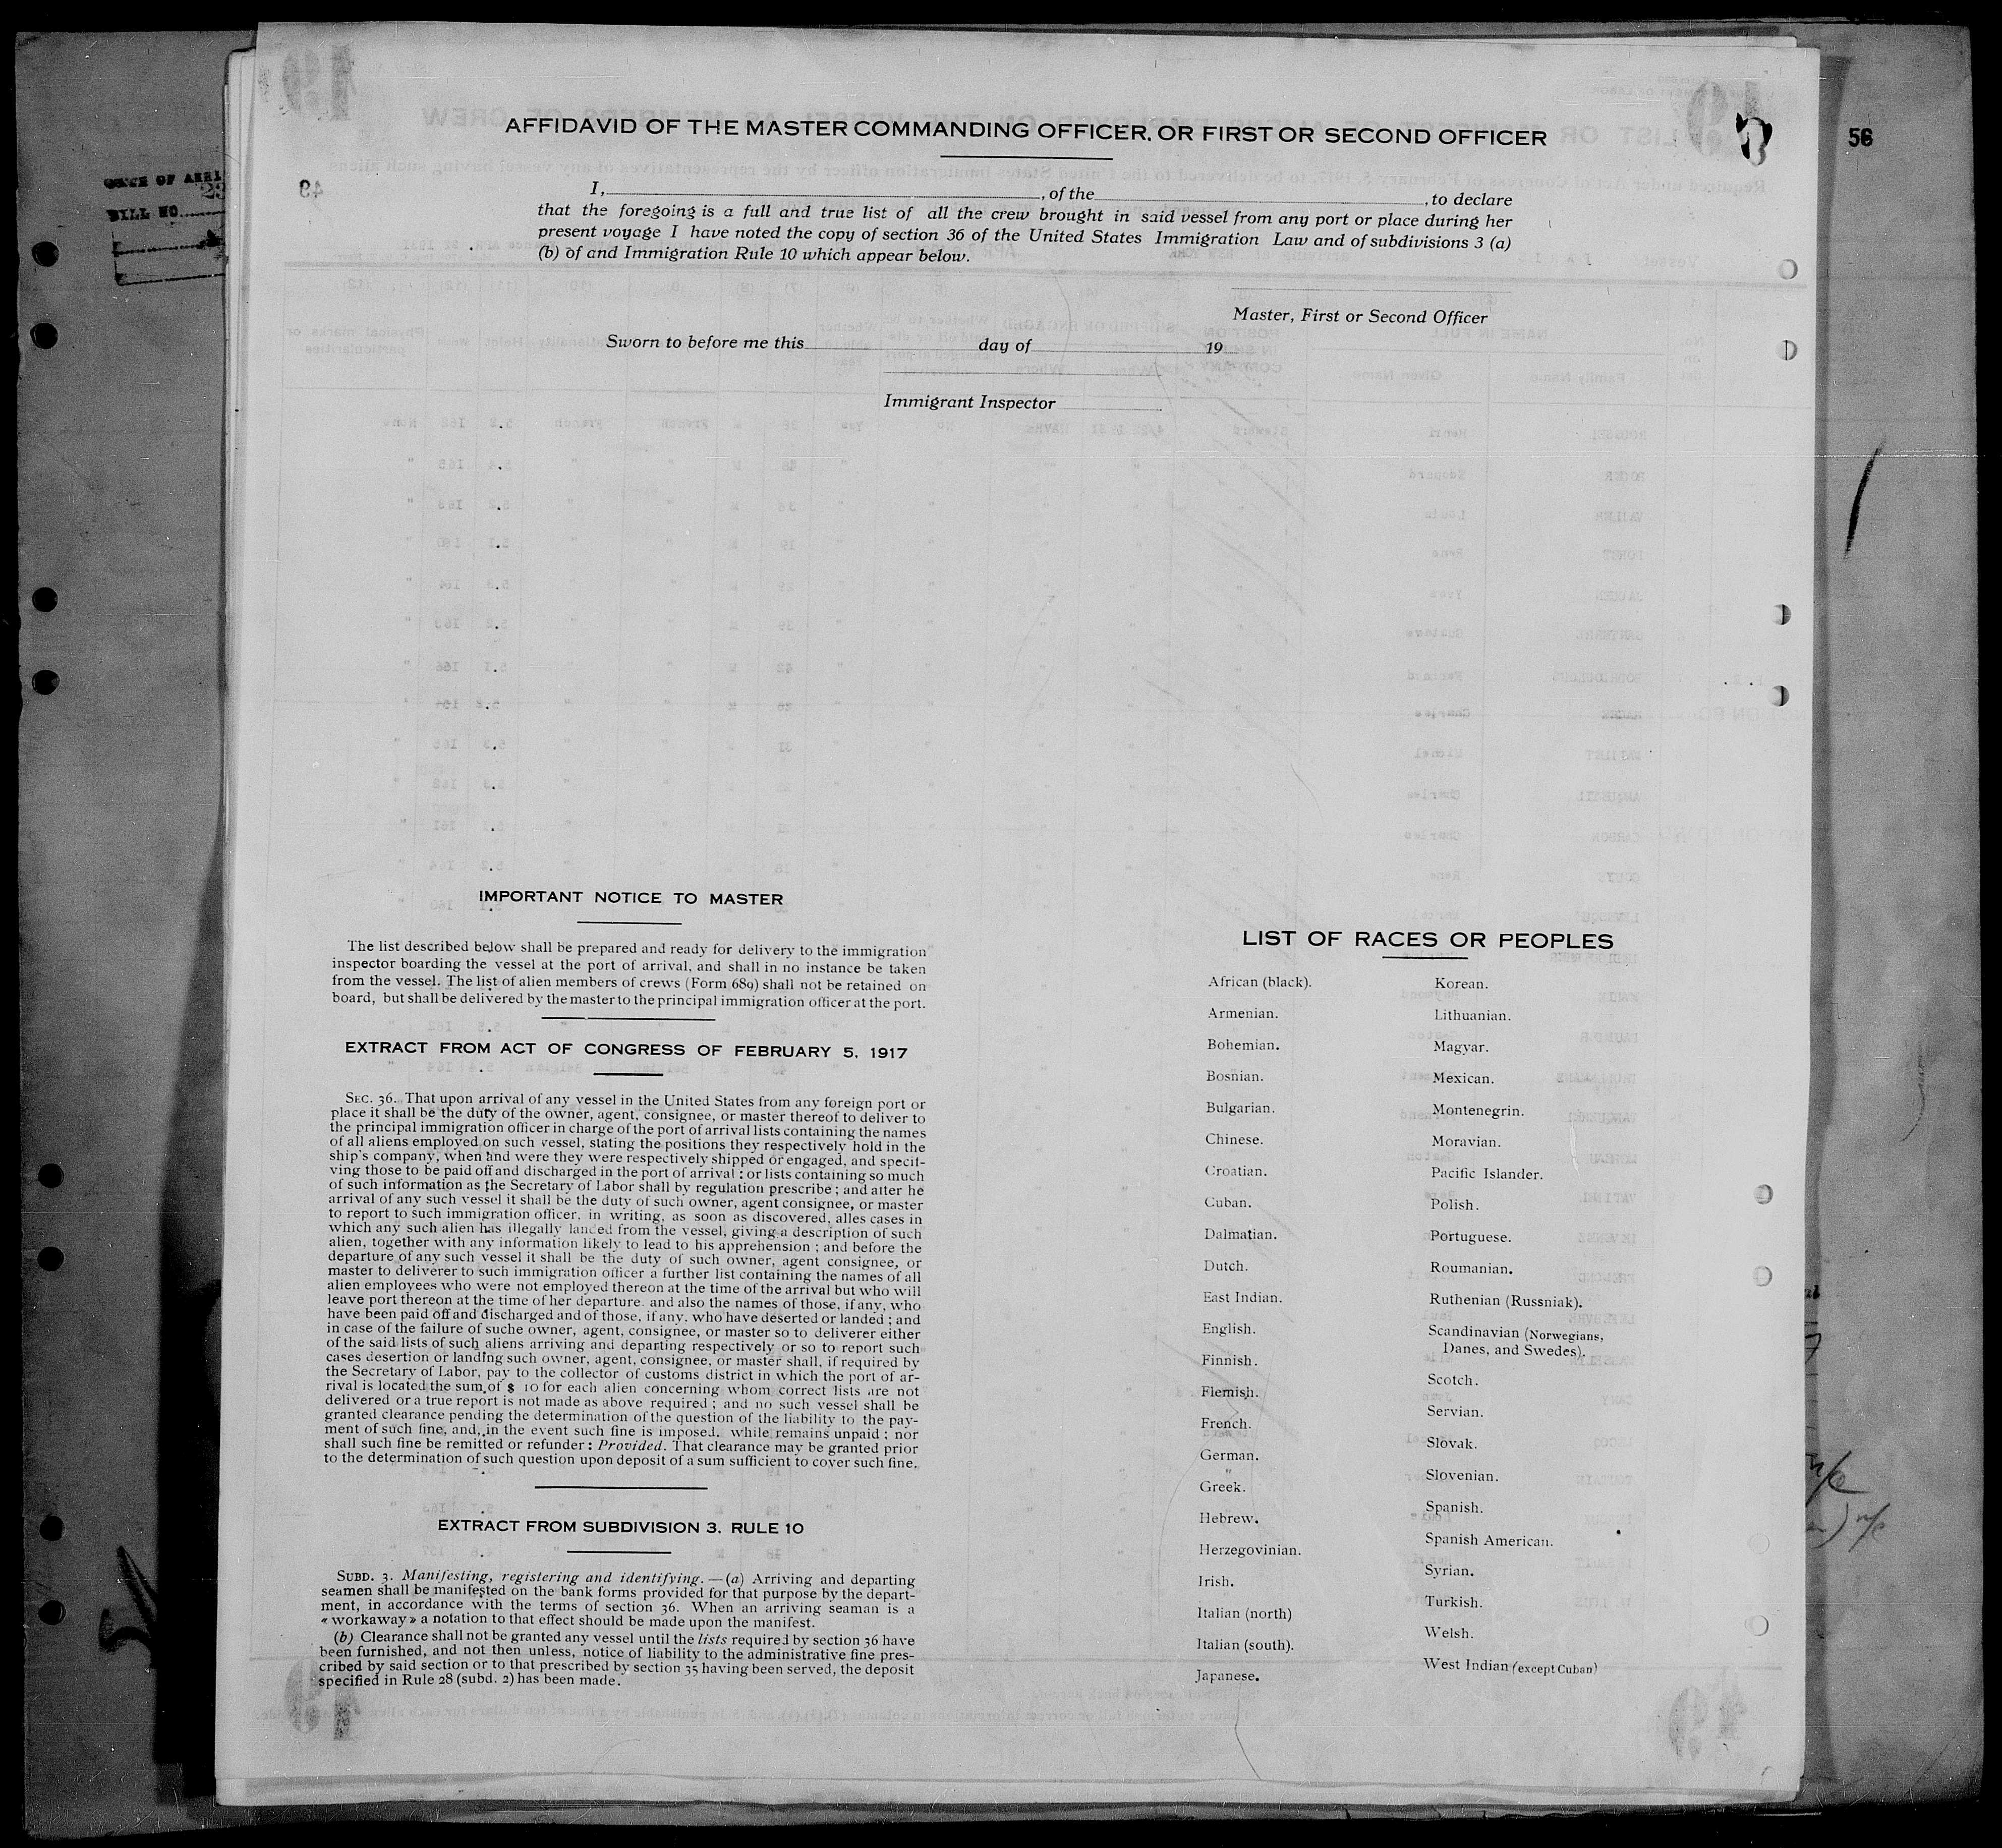 AFFIDAVID OF THE MASTER COMMANDING OFFICER. OR FIRST OR SECOND OFFICER
56
49
I, , of the , to declare
that the foregoing is a full and true list of all the crew brought in said vessel from any port or place during her
present voyage I have noted the copy of section 36 of the United States Immigration Law and of subdivisions 3 (a)
(b) of and Immigration Rule 10 which appear below.
Master, First or Second Officer
Sworn to before me this day of 19
Immigrant Inspector
BILL NO.
23
IMPORTANT NOTICE TO MASTER
The list described below shall be prepared and ready for delivery to the immigration
inspector boarding the vessel at the port of arrival, and shall in no instance be taken
from the vessel. The list of alien members of crews (Form 689) shall not be retained on
board, but shall be delivered by the master to the principal immigration officer at the port.
EXTRACT FROM ACT OF CONGRESS OF FEBRUARY 5, 1917
SEC. 36. That upon arrival of any vessel in the United States from any foreign port or
place it shall be the duty of the owner, agent, consignee, or master thereof to deliver to
the principal immigration officer in charge of the port of arrival lists containing the names
of all aliens employed on such vessel, stating the positions they respectively hold in the
ship's company, when and were they were respectively shipped or engaged, and specif-
ying those to be paid off and discharged in the port of arrival : or lists containing so much
of such information as the Secretary of Labor shall by regulation prescribe ; and after he
arrival of any such vessel it shall be the duty of such owner, agent consignee, or master
to report to such immigration officer, in writing, as soon as discovered, alles cases in
which any such alien has illegally landed from the vessel, giving a description of such
alien, together with any information likely to lead to his apprehension ; and before the
departure of any such vessel it shall be the duty of such owner, agent consignee, or
master to deliverer to such immigration officer a further list containing the names of all
alien employees who were not employed thereon at the time of the arrival but who will
leave port thereon at the time of her departure. and also the names of those, if any, who
have been paid off and discharged and of those, if any. who have deserted or landed ; and
in case of the failure of suche owner, agent, consignee, or master so to deliverer either
of the said lists of such aliens arriving and departing respectively or so to report such
cases desertion or landing such owner, agent, consignee, or master shall, if required by
the Secretary of Labor, pay to the collector of customs district in which the port of ar-
rival is located the sum of $ 10 for each alien concerning whom correct lists are not
delivered or a true report is not made as above required ; and no such vessel shall be
granted clearance pending the determination of the question of the liability to the pay-
ment of such fine, and, in the event such fine is imposed. while remains unpaid ; nor
shall such fine be remitted or refunder : Provided. That clearance may be granted prior
to the determination of such question upon deposit of a sum sufficient to cover such fine.
EXTRACT FROM SUBDIVISION 3. RULE 10
SUBD. 3. Manifesting, registering and identifying. — (a) Arriving and departing
seamen shall be manifested on the bank forms provided for that purpose by the depart-
ment, in accordance with the terms of section 36. When an arriving seaman is a
« workaway » a notation to that effect should be made upon the manifest.
(b) Clearance shall not be granted any vessel until the lists required by section 36 have
been furnished, and not then unless, notice of liability to the administrative fine pres-
cribed by said section or to that prescribed by section 35 having been served, the deposit
specified in Rule 28 (subd. 2) has been made.
LIST OF RACES OR PEOPLES
African (black).
Armenian.
Bohemian.
Bosnian.
Bulgarian.
Chinese.
Croatian.
Cuban.
Dalmatian.
Dutch.
East Indian.
English.
Finnish.
Flemish.
French.
German.
Greek.
Hebrew.
Herzegovinian.
Irish.
Italian (north)
Italian (south).
Japanese.
Korean.
Lithuanian.
Magyar.
Mexican.
Montenegrin.
Moravian.
Pacific Islander.
Polish.
Portuguese.
Roumanian.
Ruthenian (Russniak).
Scandinavian (Norwegians,
Danes, and Swedes).
Scotch.
Servian.
Slovak.
Slovenian.
Spanish.
Spanish American.
Syrian.
Turkish.
Welsh.
West Indian (except Cuban)